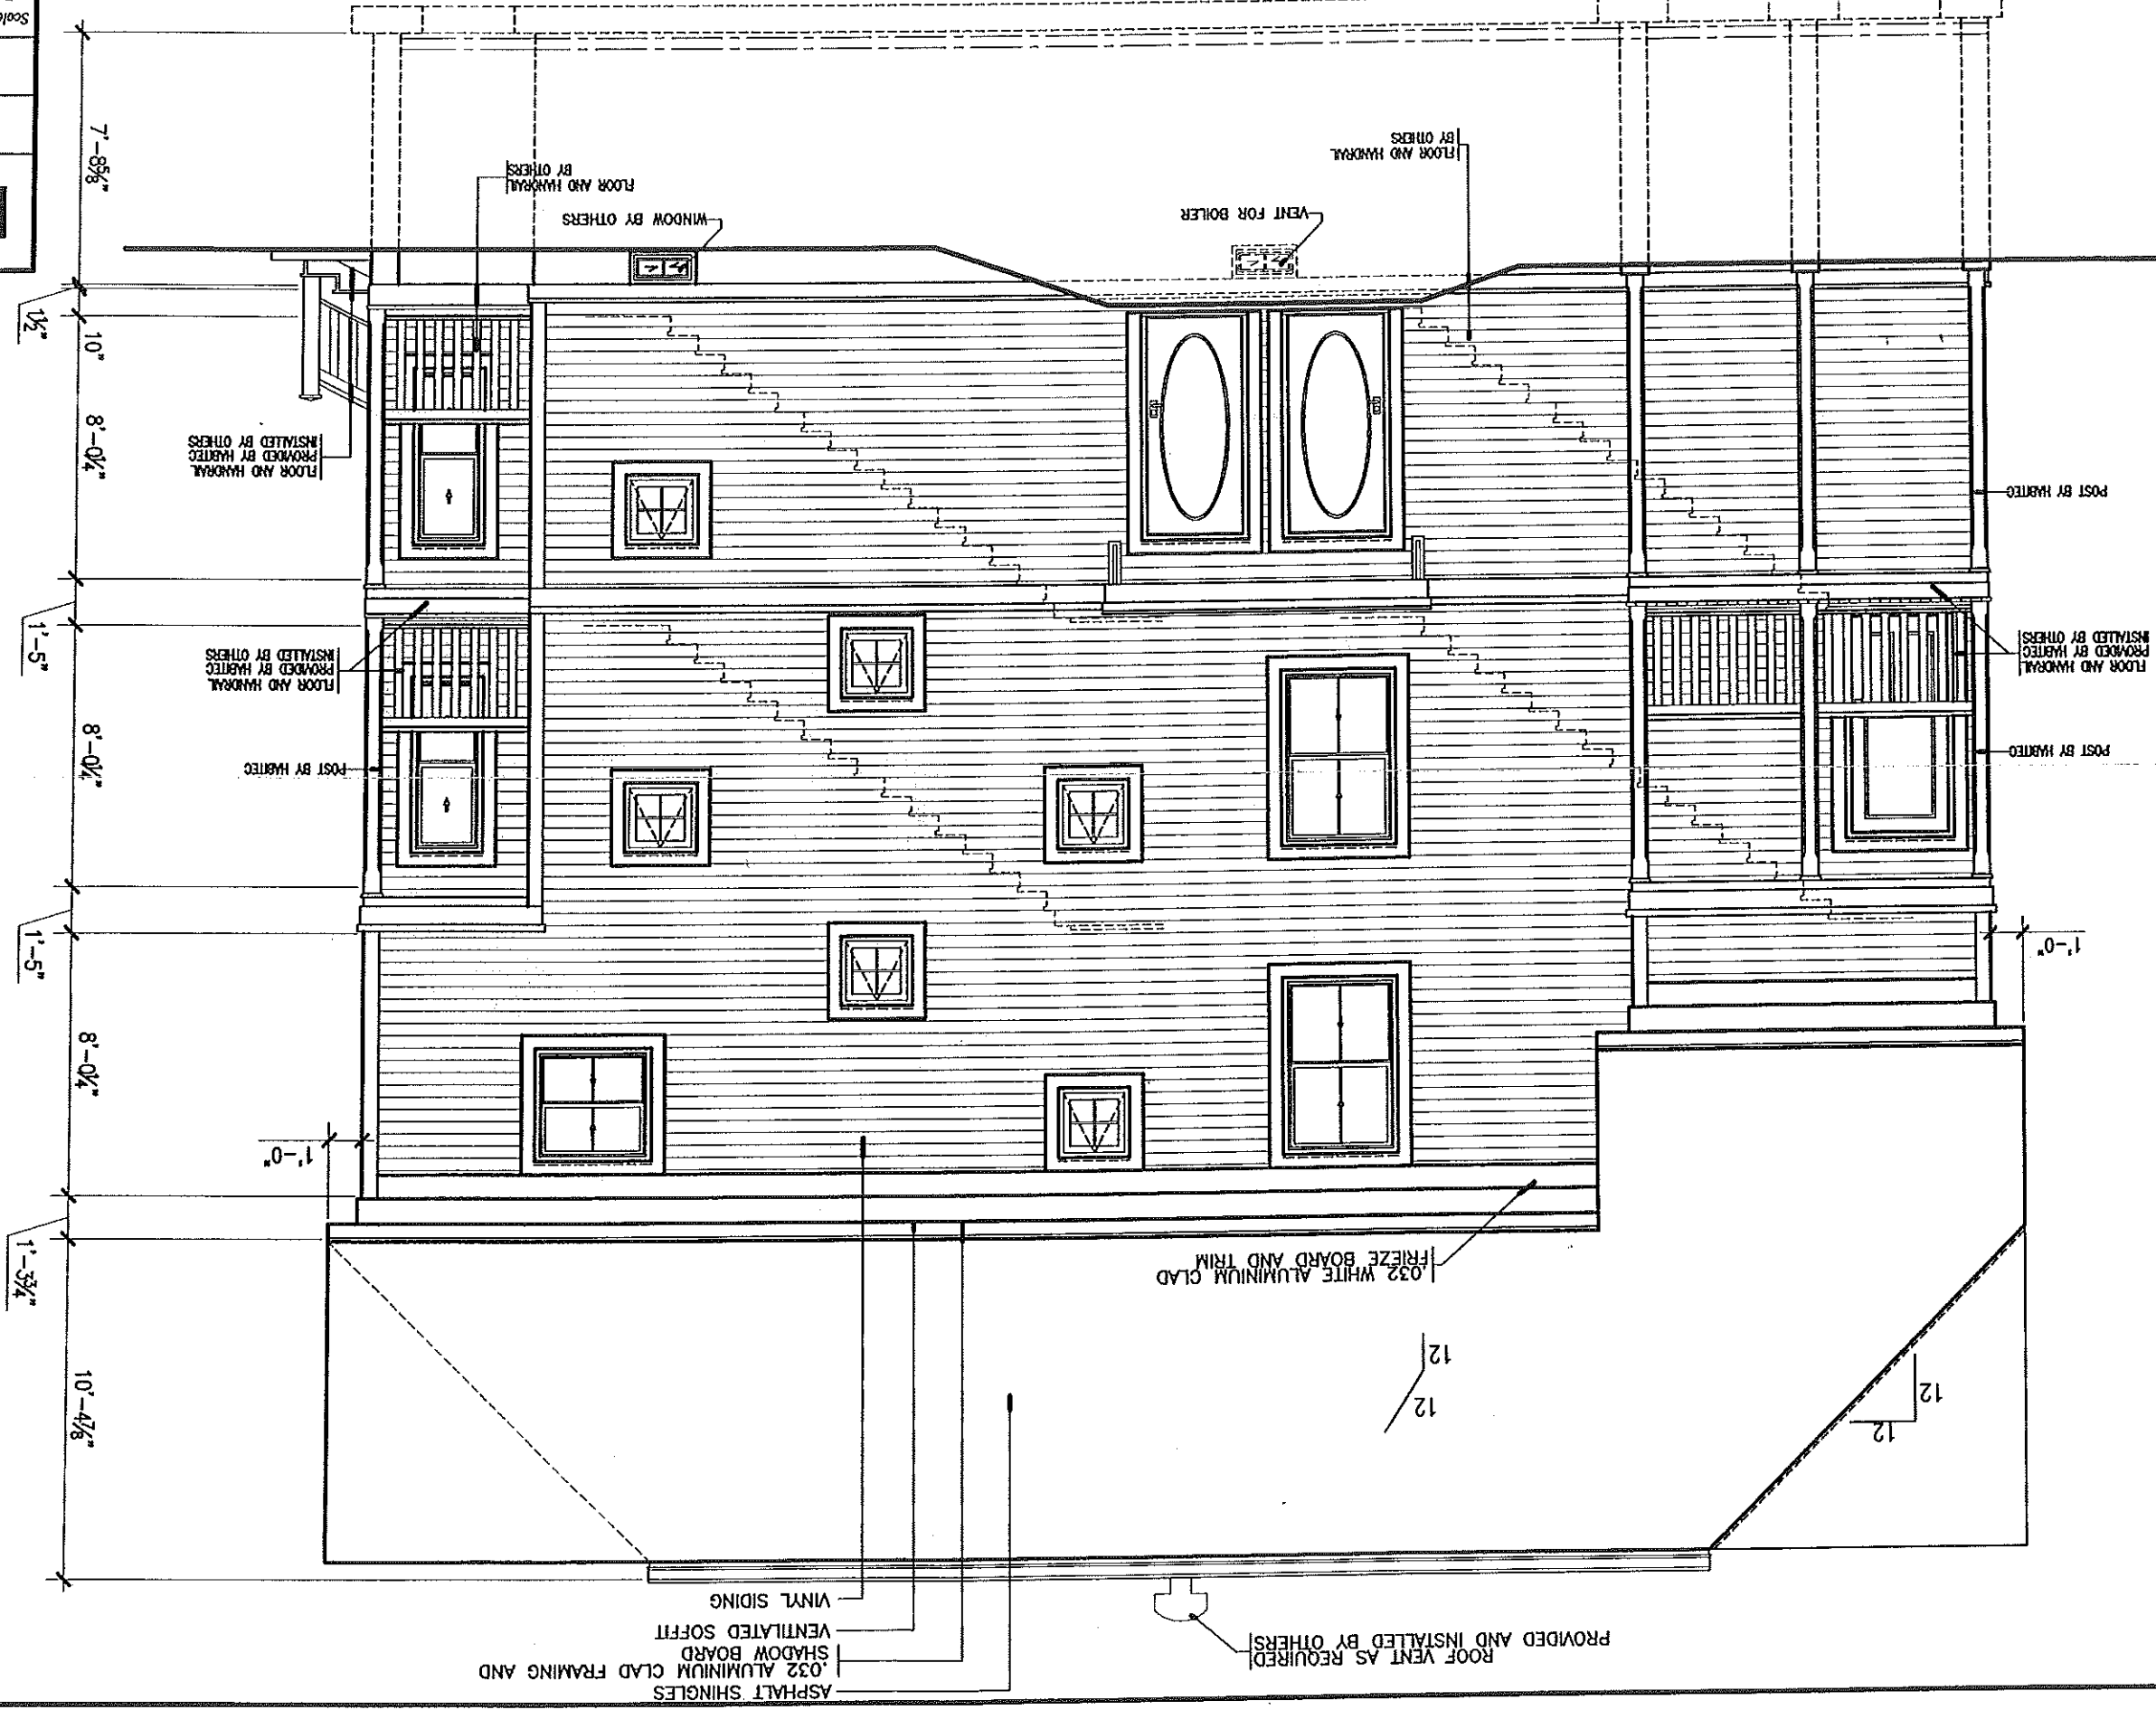 ASPHALT SHINGLES
.032 ALUMINIUM CLAD FRAMING AND
SHADOW BOARD
VENTILATED SOFFIT
VINYL SIDING
ROOF VENT AS REQUIRED
PROVIDED AND INSTALLED BY OTHERS
10'-4⅞"
12
12
12
12
.032 WHITE ALUMINIUM CLAD
FRIEZE BOARD AND TRIM
1'-3¾"
1'-0"
8'-0¼"
1'-0"
1'-5"
POST BY HABITEC
POST BY HABITEC
8'-0¼"
FLOOR AND HANDRAIL
PROVIDED BY HABITEC
INSTALLED BY OTHERS
FLOOR AND HANDRAIL
PROVIDED BY HABITEC
INSTALLED BY OTHERS
1'-5"
POST BY HABITEC
8'-0¼"
FLOOR AND HANDRAIL
PROVIDED BY HABITEC
INSTALLED BY OTHERS
10"
1½"
VENT FOR BOILER
WINDOW BY OTHERS
FLOOR AND HANDRAIL
BY OTHERS
FLOOR AND HANDRAIL
BY OTHERS
7'-8⅝"
Scale